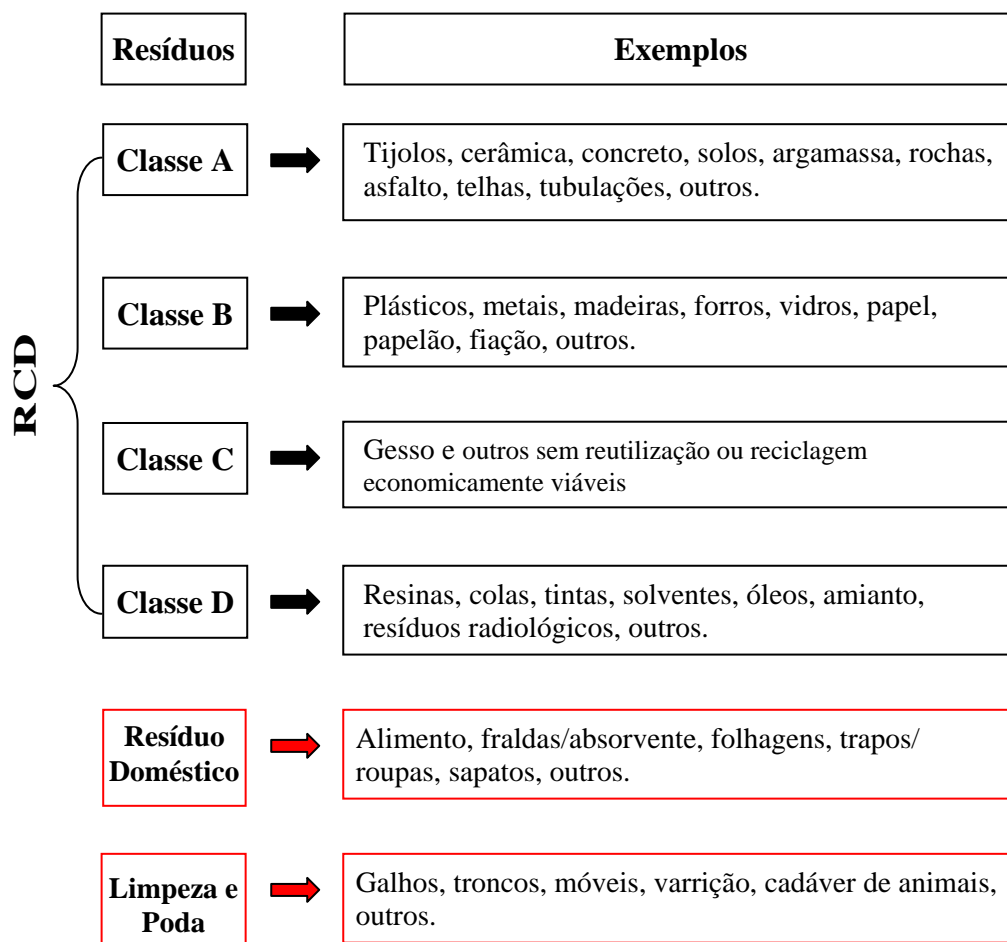 Resíduos
Exemplos
RCD
Classe A
Tijolos, cerâmica, concreto, solos, argamassa, rochas,
asfalto, telhas, tubulações, outros.
Classe B
Plásticos, metais, madeiras, forros, vidros, papel,
papelão, fiação, outros.
Classe C
Gesso e outros sem reutilização ou reciclagem
economicamente viáveis
Classe D
Resinas, colas, tintas, solventes, óleos, amianto,
resíduos radiológicos, outros.
Resíduo
Doméstico
Alimento, fraldas/absorvente, folhagens, trapos/
roupas, sapatos, outros.
Limpeza e
Poda
Galhos, troncos, móveis, varrição, cadáver de animais,
outros.